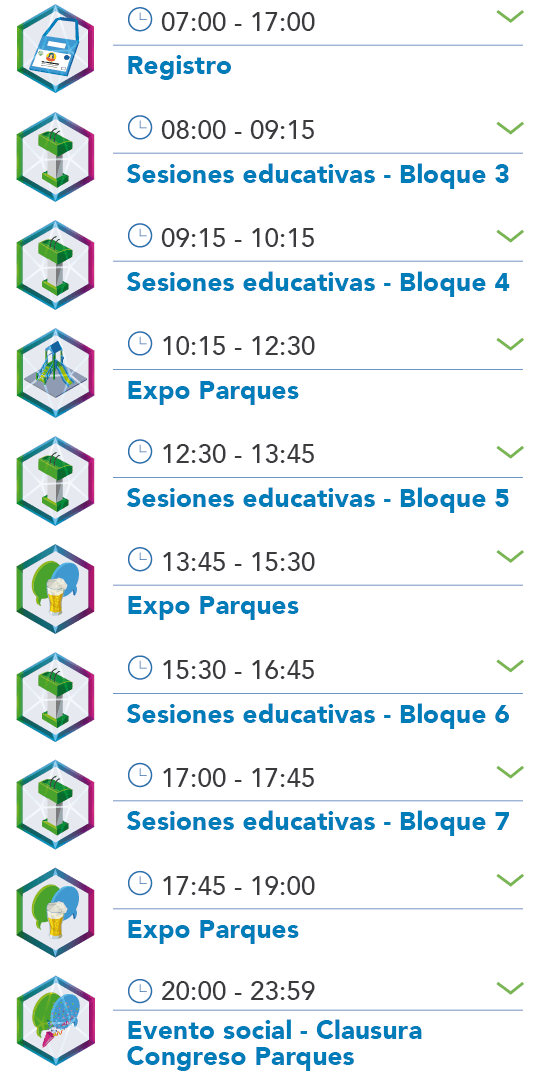 07:00 - 17:00
Registro
08:00 - 09:15
Sesiones educativas - Bloque 3
09:15 - 10:15
Sesiones educativas - Bloque 4
10:15 - 12:30
Expo Parques
12:30 - 13:45
Sesiones educativas - Bloque 5
13:45 - 15:30
Expo Parques
15:30 - 16:45
Sesiones educativas - Bloque 6
17:00 - 17:45
Sesiones educativas - Bloque 7
17:45 - 19:00
Expo Parques
20:00 - 23:59
Evento social - Clausura
Congreso Parques